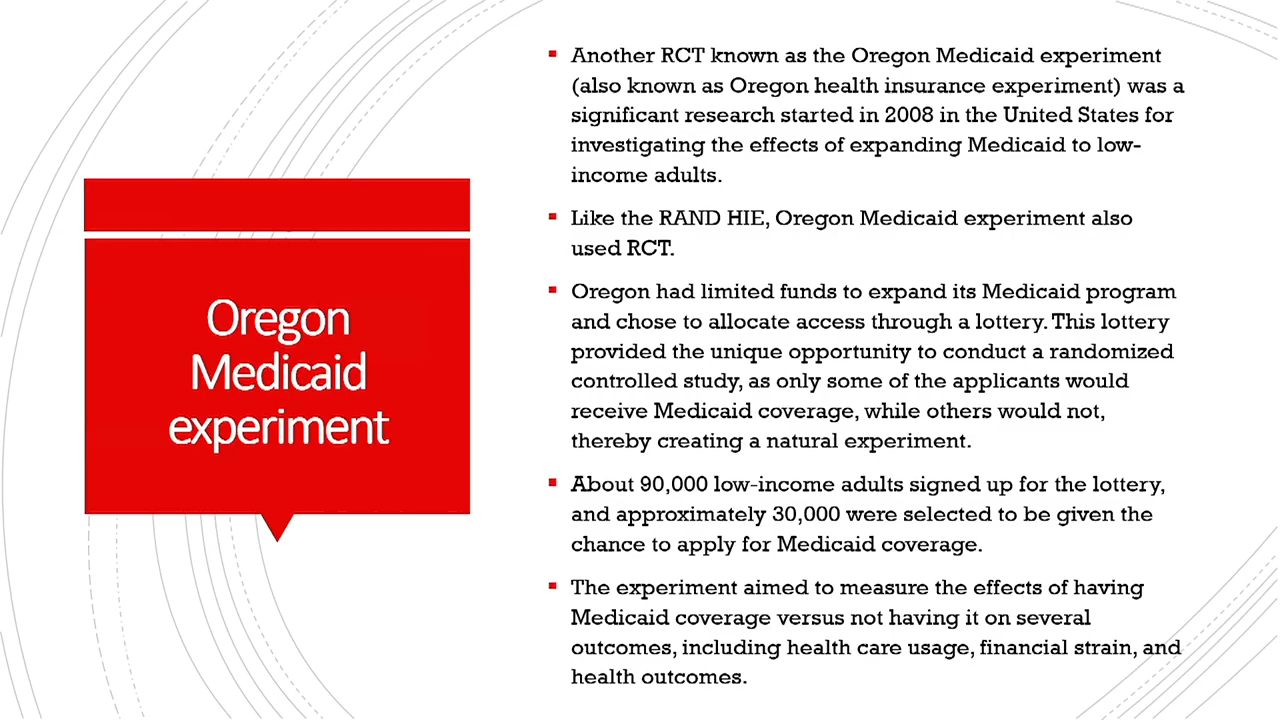 Oregon
Medicaid
experiment
Another RCT known as the Oregon Medicaid experiment
(also known as Oregon health insurance experiment) was a
significant research started in 2008 in the United States for
investigating the effects of expanding Medicaid to low-
income adults.
Like the RAND HIE, Oregon Medicaid experiment also
used RCT.
Oregon had limited funds to expand its Medicaid program
and chose to allocate access through a lottery. This lottery
provided the unique opportunity to conduct a randomized
controlled study, as only some of the applicants would
receive Medicaid coverage, while others would not,
thereby creating a natural experiment.
About 90,000 low-income adults signed up for the lottery,
and approximately 30,000 were selected to be given the
chance to apply for Medicaid coverage.
The experiment aimed to measure the effects of having
Medicaid coverage versus not having it on several
outcomes, including health care usage, financial strain, and
health outcomes.